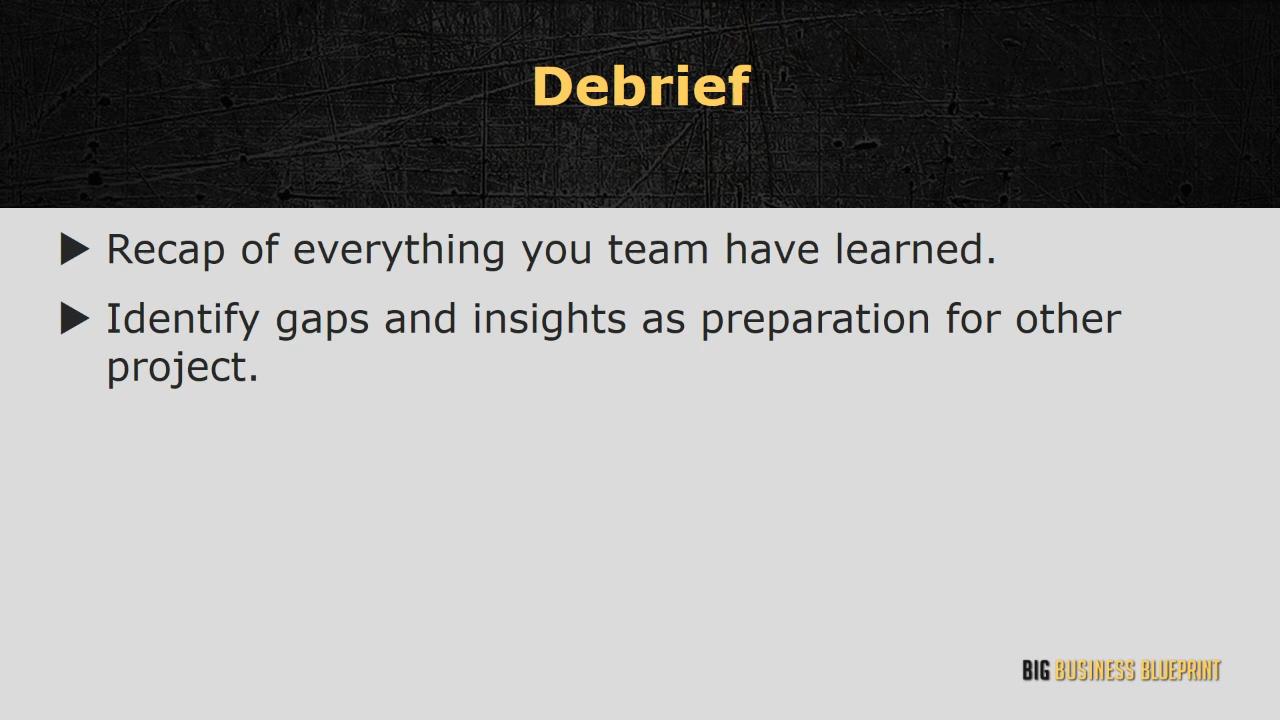 Debrief
▶ Recap of everything you team have learned.
▶ Identify gaps and insights as preparation for other
project.
BIG BUSINESS BLUEPRINT